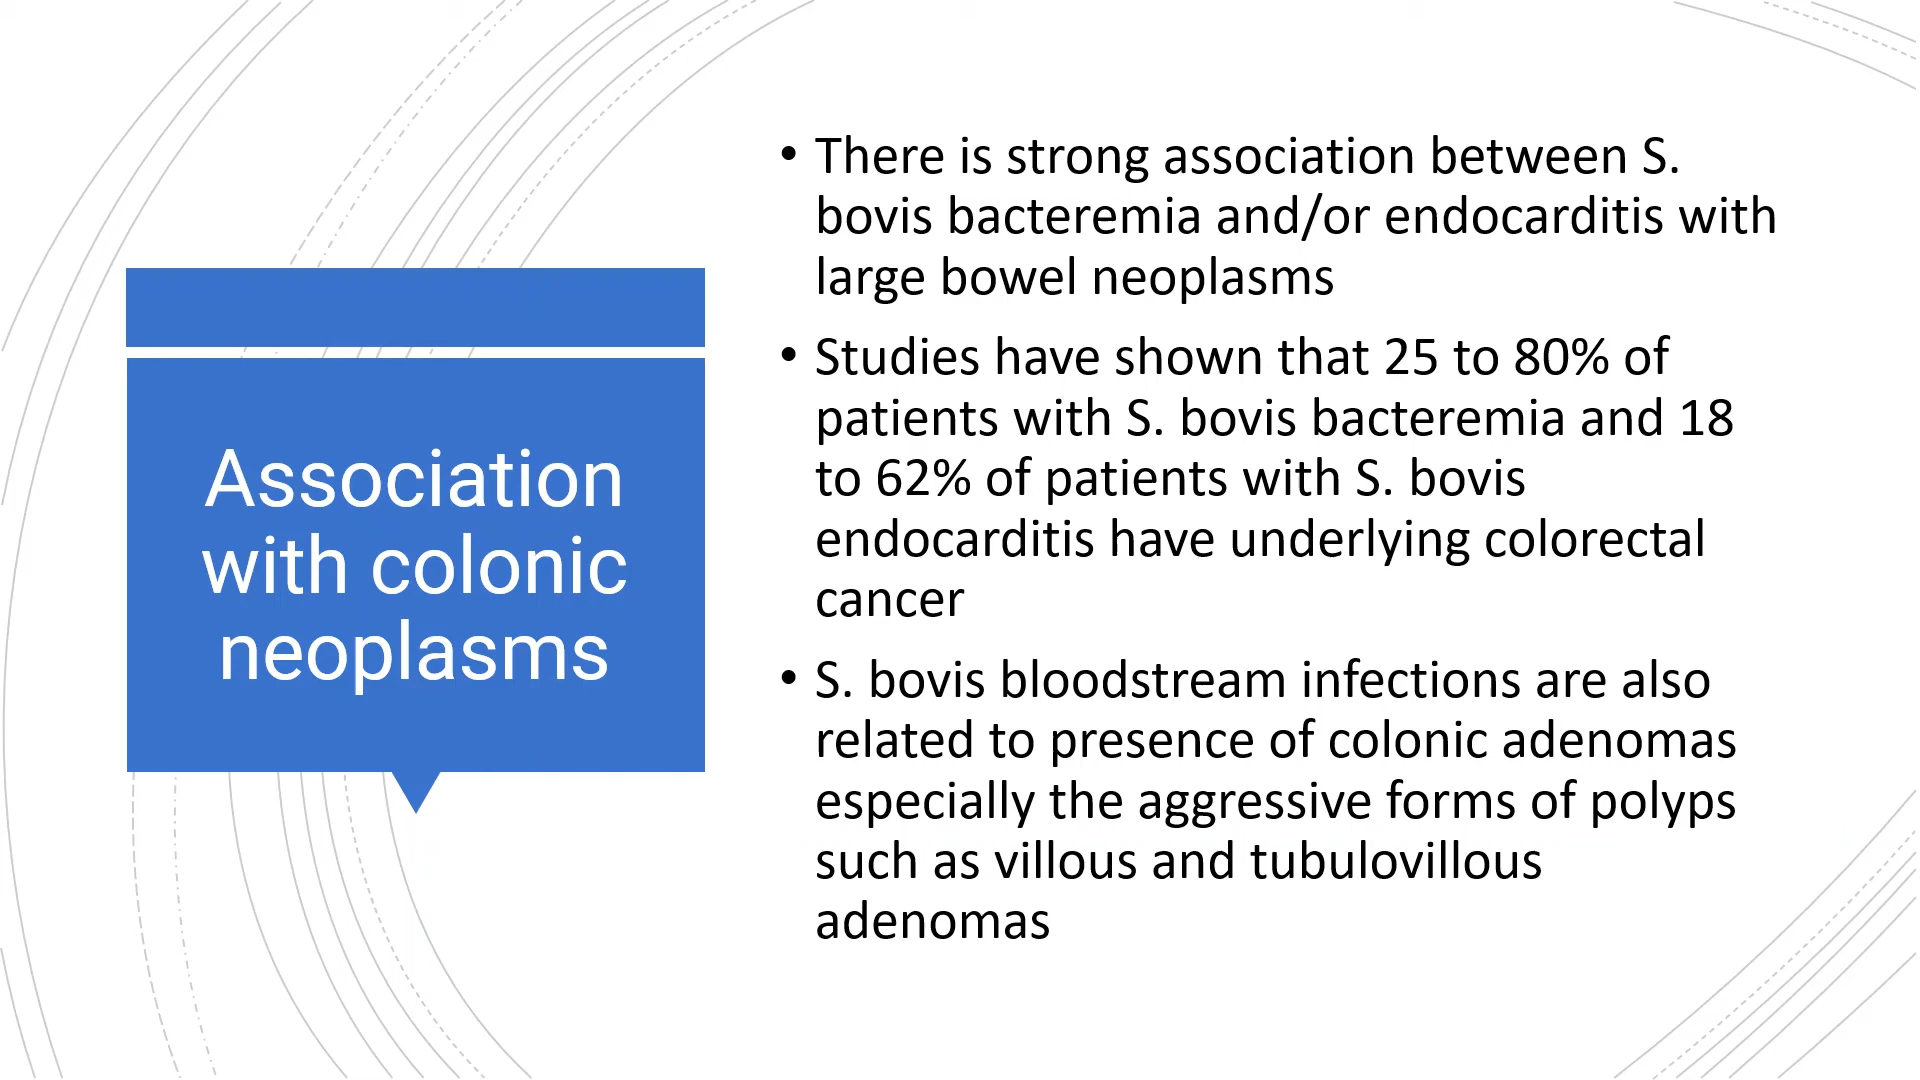 Association
with colonic
neoplasms
• There is strong association between S.
bovis bacteremia and/or endocarditis with
large bowel neoplasms
• Studies have shown that 25 to 80% of
patients with S. bovis bacteremia and 18
to 62% of patients with S. bovis
endocarditis have underlying colorectal
cancer
• S. bovis bloodstream infections are also
related to presence of colonic adenomas
especially the aggressive forms of polyps
such as villous and tubulovillous
adenomas